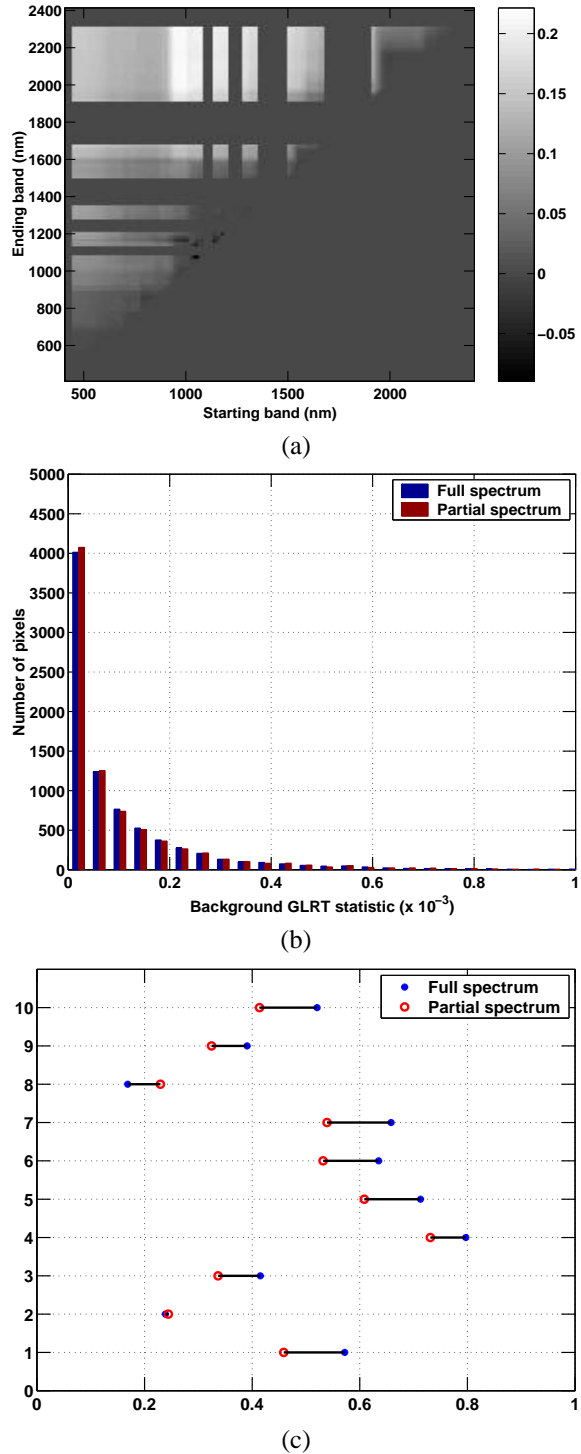 2400
2200
2000
1800
1600
1400
1200
1000
800
600
Ending band (nm)
500 1000 1500 2000
Starting band (nm)
0.2
0.15
0.1
0.05
0
−0.05
(a)
5000
4500
4000
3500
3000
2500
2000
1500
1000
500
0
Number of pixels
Full spectrum
Partial spectrum
0 0.2 0.4 0.6 0.8 1
Background GLRT statistic (x 10−3)
(b)
10
9
8
7
6
5
4
3
2
1
Full spectrum
Partial spectrum
0 0.2 0.4 0.6 0.8 1
(c)